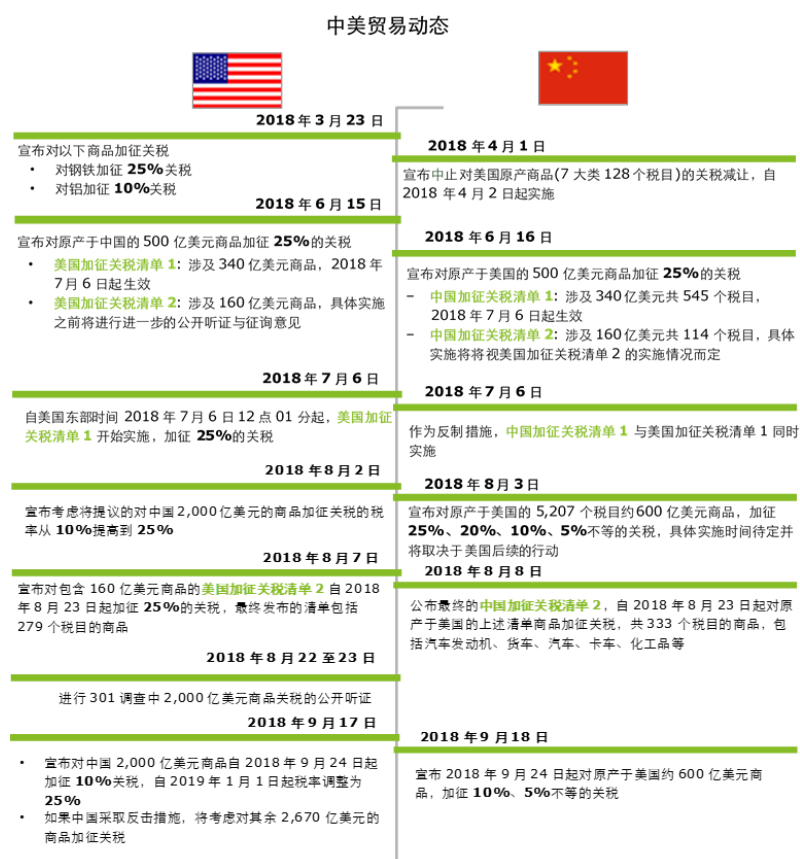 中美贸易动态
2018 年 3 月 23 日
宣布对以下商品加征关税
• 对钢铁加征 25%关税
• 对铝加征 10%关税
2018 年 4 月 1 日
宣布中止对美国原产商品(7 大类 128 个税目)的关税减让，自
2018 年 4 月 2 日起实施
2018 年 6 月 15 日
宣布对原产于中国的 500 亿美元商品加征 25%的关税
• 美国加征关税清单 1: 涉及 340 亿美元商品，2018 年
7 月 6 日起生效
• 美国加征关税清单 2: 涉及 160 亿美元商品，具体实施
之前将进行进一步的公开听证与征询意见
2018 年 6 月 16 日
宣布对原产于美国的 500 亿美元商品加征 25%的关税
– 中国加征关税清单 1: 涉及 340 亿美元共 545 个税目，
2018 年 7 月 6 日起生效
– 中国加征关税清单 2: 涉及 160 亿美元共 114 个税目，具体
实施将将视美国加征关税清单 2 的实施情况而定
2018 年 7 月 6 日
自美国东部时间 2018 年 7 月 6 日 12 点 01 分起，美国加征
关税清单 1 开始实施，加征 25%的关税
2018 年 7 月 6 日
作为反制措施，中国加征关税清单 1 与美国加征关税清单 1 同时
实施
2018 年 8 月 2 日
宣布考虑将提议的对中国 2,000 亿美元的商品加征关税的税
率从 10%提高到 25%
2018 年 8 月 3 日
宣布对原产于美国的 5,207 个税目约 600 亿美元商品，加征
25%、20%、10%、5%不等的关税，具体实施时间待定并
将取决于美国后续的行动
2018 年 8 月 7 日
宣布对包含 160 亿美元商品的美国加征关税清单 2 自 2018
年 8 月 23 日起加征 25%的关税，最终发布的清单包括
279 个税目的商品
2018 年 8 月 8 日
公布最终的中国加征关税清单 2，自 2018 年 8 月 23 日起对原
产于美国的上述清单商品加征关税，共 333 个税目的商品，包
括汽车发动机、货车、汽车、卡车、化工品等
2018 年 8 月 22 至 23 日
进行 301 调查中 2,000 亿美元商品关税的公开听证
2018 年 9 月 17 日
• 宣布对中国 2,000 亿美元商品自 2018 年 9 月 24 日起
加征 10%关税，自 2019 年 1 月 1 日起税率调整为
25%
• 如果中国采取反击措施，将考虑对其余 2,670 亿美元的
商品加征关税
2018 年 9 月 18 日
宣布 2018 年 9 月 24 日起对原产于美国约 600 亿美元商
品，加征 10%、5%不等的关税